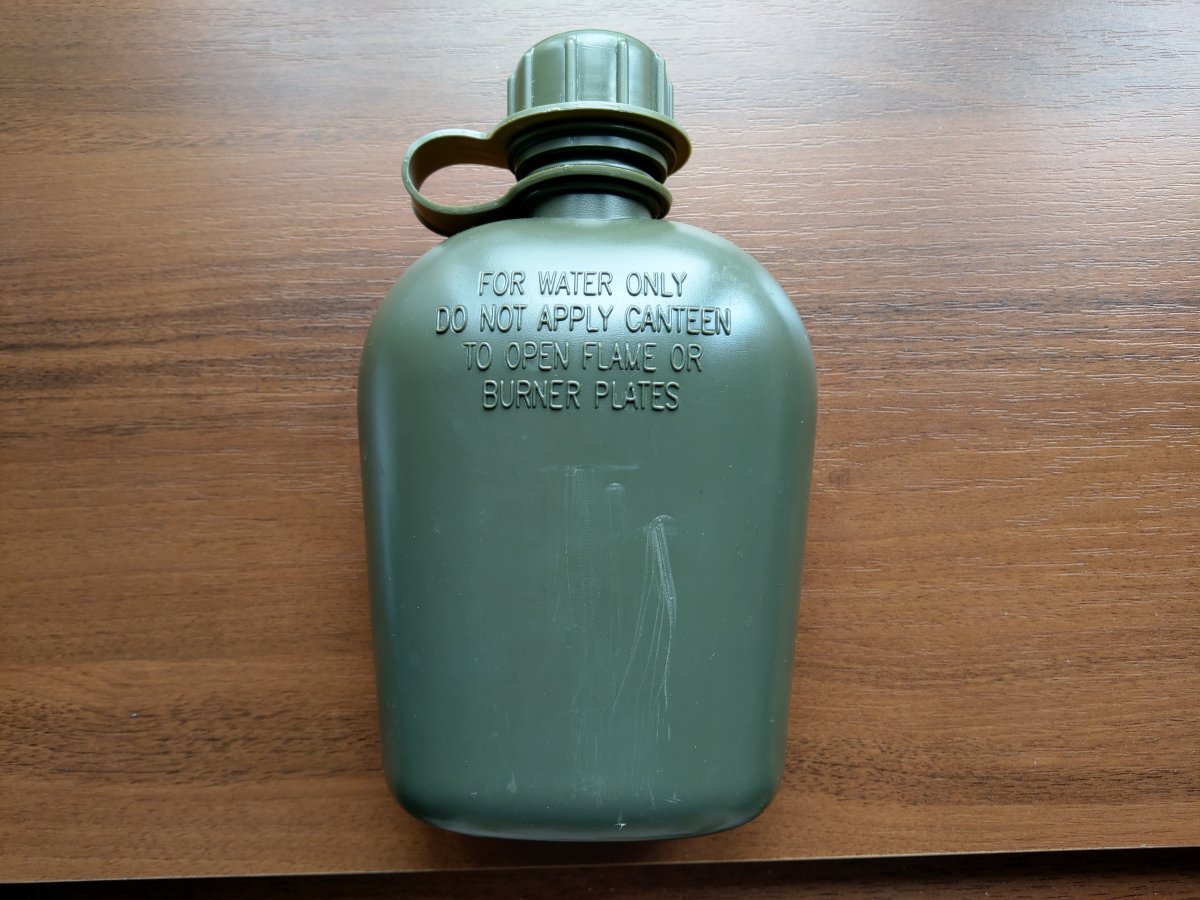 FOR WATER ONLY
DO NOT APPLY CANTEEN
TO OPEN FLAME OR
BURNER PLATES